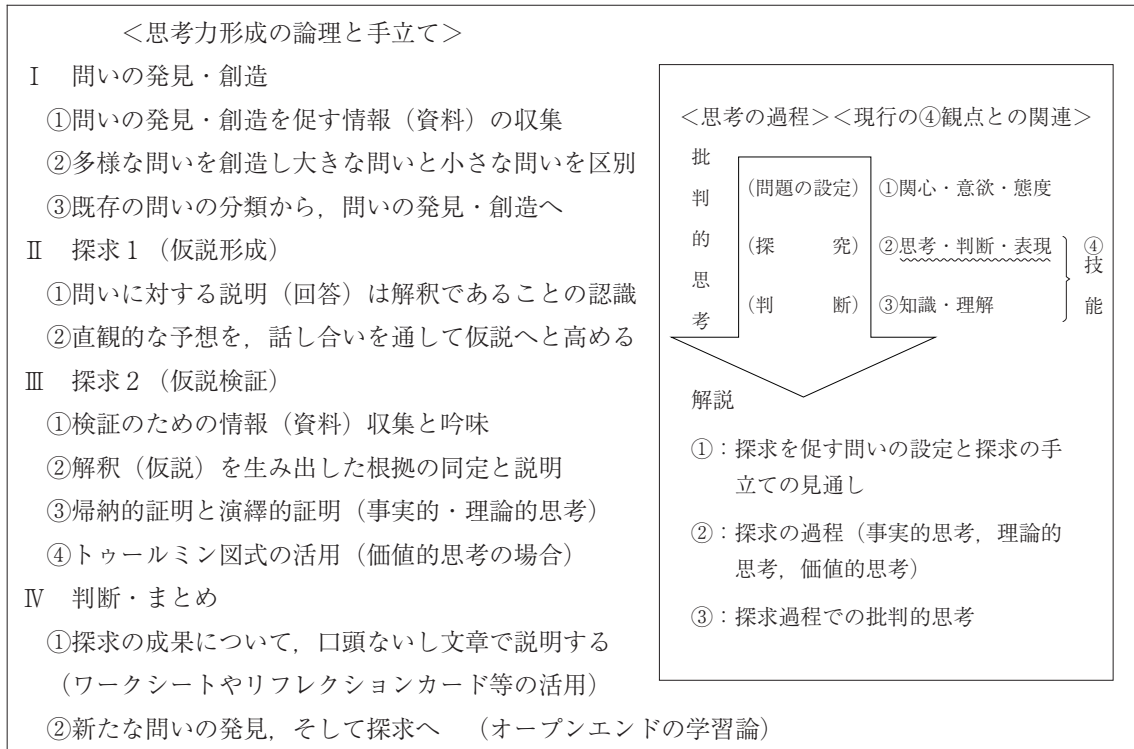 ＜思考力形成の論理と手立て＞
Ⅰ　問いの発見・創造
①問いの発見・創造を促す情報（資料）の収集
②多様な問いを創造し大きな問いと小さな問いを区別
③既存の問いの分類から，問いの発見・創造へ
Ⅱ　探求１（仮説形成）
①問いに対する説明（回答）は解釈であることの認識
②直観的な予想を，話し合いを通して仮説へと高める
Ⅲ　探求２（仮説検証）
①検証のための情報（資料）収集と吟味
②解釈（仮説）を生み出した根拠の同定と説明
③帰納的証明と演繹的証明（事実的・理論的思考）
④トゥールミン図式の活用（価値的思考の場合）
Ⅳ　判断・まとめ
①探求の成果について，口頭ないし文章で説明する
（ワークシートやリフレクションカード等の活用）
②新たな問いの発見，そして探求へ　（オープンエンドの学習論）
＜思考の過程＞＜現行の④観点との関連＞
批判的思考
（問題の設定）　①関心・意欲・態度
（探　　究）　②思考・判断・表現
（判　　断）　③知識・理解
④技能
解説
①：探求を促す問いの設定と探求の手
立ての見通し
②：探求の過程（事実的思考，理論的
思考，価値的思考）
③：探求過程での批判的思考